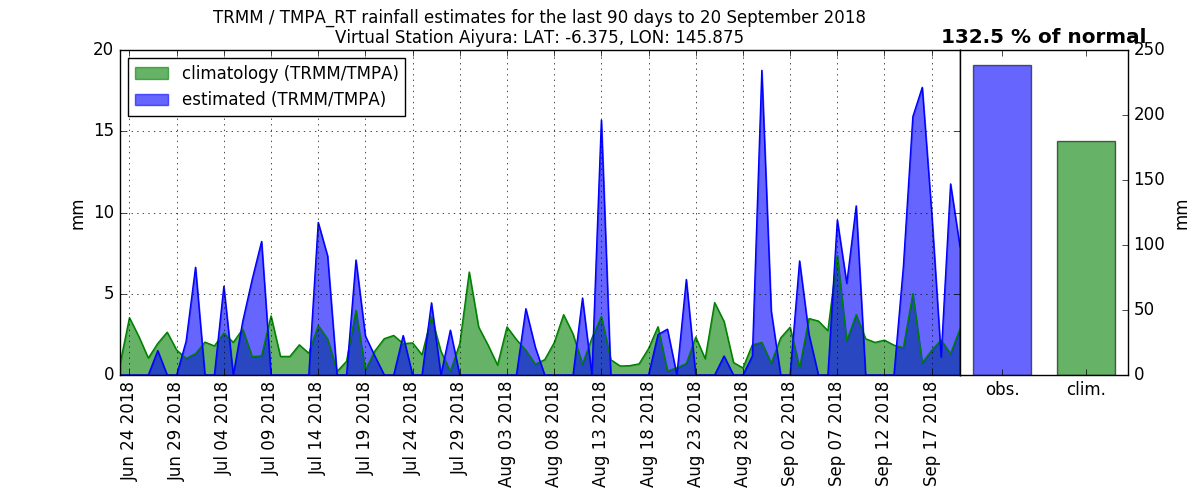 TRMM / TMPA_RT rainfall estimates for the last 90 days to 20 September 2018
Virtual Station Aiyura: LAT: -6.375, LON: 145.875
132.5 % of normal
climatology (TRMM/TMPA)
estimated (TRMM/TMPA)
mm
20
15
10
5
0
Jun 24 2018
Jun 29 2018
Jul 04 2018
Jul 09 2018
Jul 14 2018
Jul 19 2018
Jul 24 2018
Jul 29 2018
Aug 03 2018
Aug 08 2018
Aug 13 2018
Aug 18 2018
Aug 23 2018
Aug 28 2018
Sep 02 2018
Sep 07 2018
Sep 12 2018
Sep 17 2018
obs.
clim.
250
200
150
100
50
0
mm